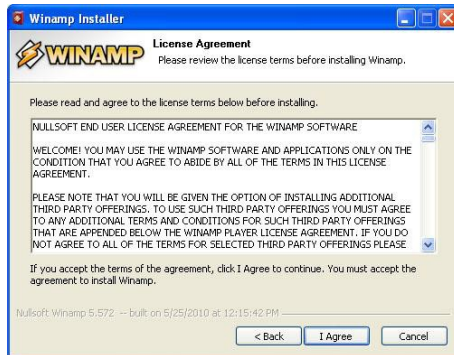 Winamp Installer
WINAMP
License Agreement
Please review the license terms before installing Winamp.
Please read and agree to the license terms below before installing.
NULLSOFT END USER LICENSE AGREEMENT FOR THE WINAMP SOFTWARE
WELCOME! YOU MAY USE THE WINAMP SOFTWARE AND APPLICATIONS ONLY ON THE
CONDITION THAT YOU AGREE TO ABIDE BY ALL OF THE TERMS IN THIS LICENSE
AGREEMENT.
PLEASE NOTE THAT YOU WILL BE GIVEN THE OPTION OF INSTALLING ADDITIONAL
THIRD PARTY OFFERINGS. TO USE SUCH THIRD PARTY OFFERINGS YOU MUST AGREE
TO ANY ADDITIONAL TERMS AND CONDITIONS FOR SUCH THIRD PARTY OFFERINGS
THAT ARE APPENDED BELOW THE WINAMP PLAYER LICENSE AGREEMENT. IF YOU DO
NOT AGREE TO ALL OF THE TERMS FOR SELECTED THIRD PARTY OFFERINGS PLEASE
If you accept the terms of the agreement, click I Agree to continue. You must accept the
agreement to install Winamp.
Nullsoft Winamp 5.572 -- built on 5/25/2010 at 12:15:42 PM
< Back
I Agree
Cancel